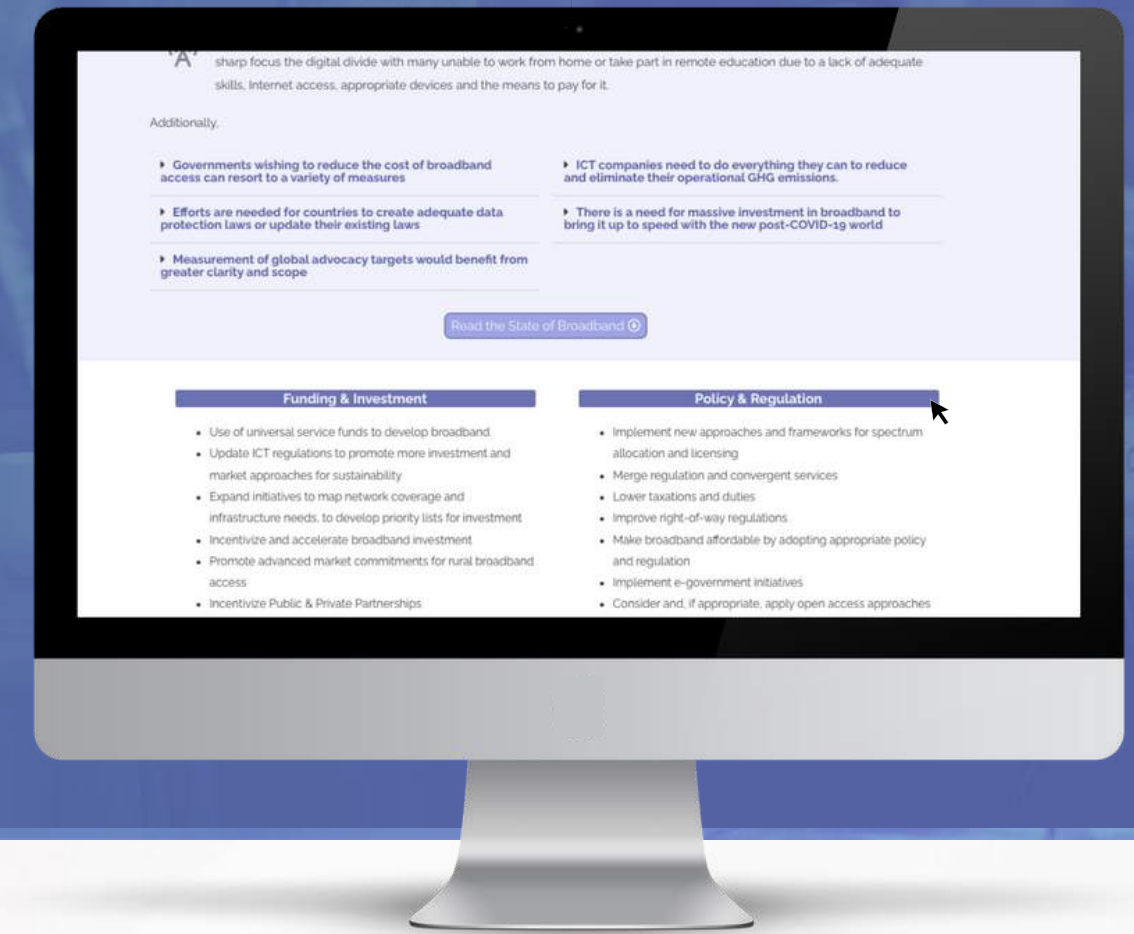 sharp focus the digital divide with many unable to work from home or take part in remote education due to a lack of adequate
skills, Internet access, appropriate devices and the means to pay for it.
Additionally,
Governments wishing to reduce the cost of broadband
access can resort to a variety of measures
Efforts are needed for countries to create adequate data
protection laws or update their existing laws
Measurement of global advocacy targets would benefit from
greater clarity and scope
ICT companies need to do everything they can to reduce
and eliminate their operational GHG emissions.
There is a need for massive investment in broadband to
bring it up to speed with the new post-COVID-19 world
Read the State of Broadband
Funding & Investment
• Use of universal service funds to develop broadband
• Update ICT regulations to promote more investment and
market approaches for sustainability
• Expand initiatives to map network coverage and
infrastructure needs, to develop priority lists for investment
• Incentivize and accelerate broadband investment
• Promote advanced market commitments for rural broadband
access
• Incentivize Public & Private Partnerships
Policy & Regulation
• Implement new approaches and frameworks for spectrum
allocation and licensing
• Merge regulation and convergent services
• Lower taxations and duties
• Improve right-of-way regulations
• Make broadband affordable by adopting appropriate policy
and regulation
• Implement e-government initiatives
• Consider and, if appropriate, apply open access approaches